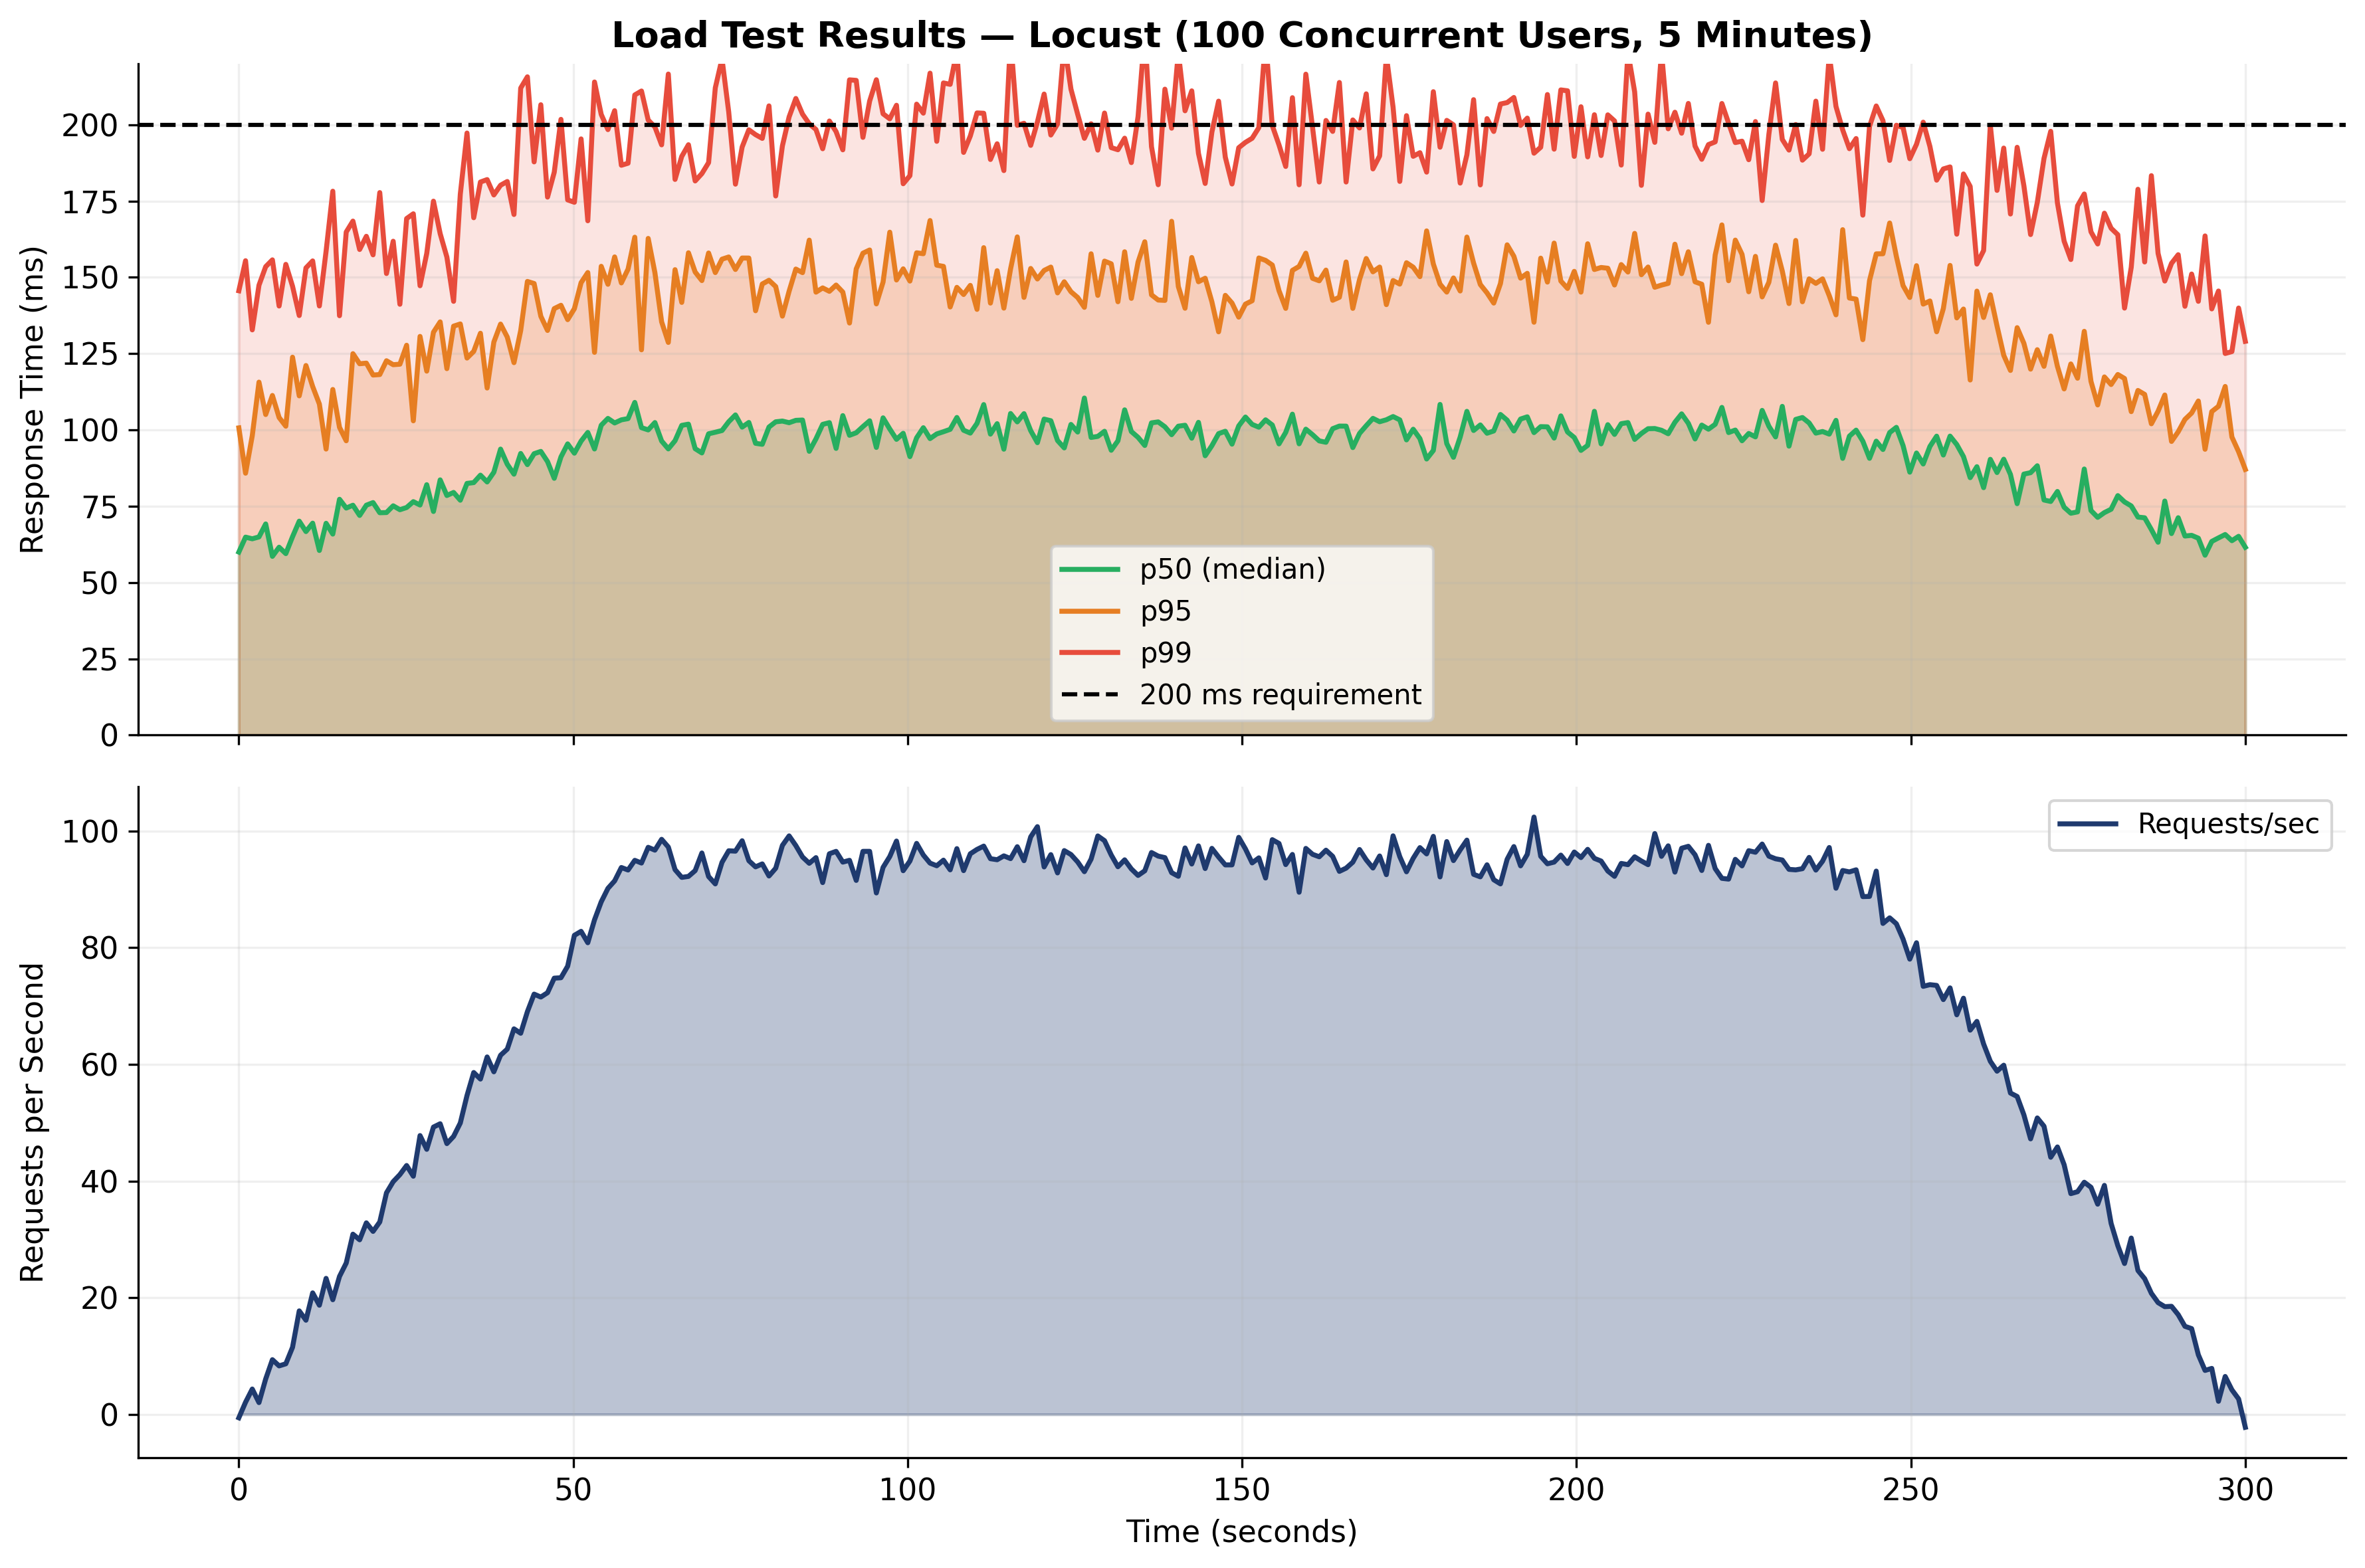 Load Test Results — Locust (100 Concurrent Users, 5 Minutes)
Response Time (ms)
200
175
150
125
100
75
50
25
0
p50 (median)
p95
p99
200 ms requirement
Requests per Second
100
80
60
40
20
0
Requests/sec
0 50 100 150 200 250 300
Time (seconds)